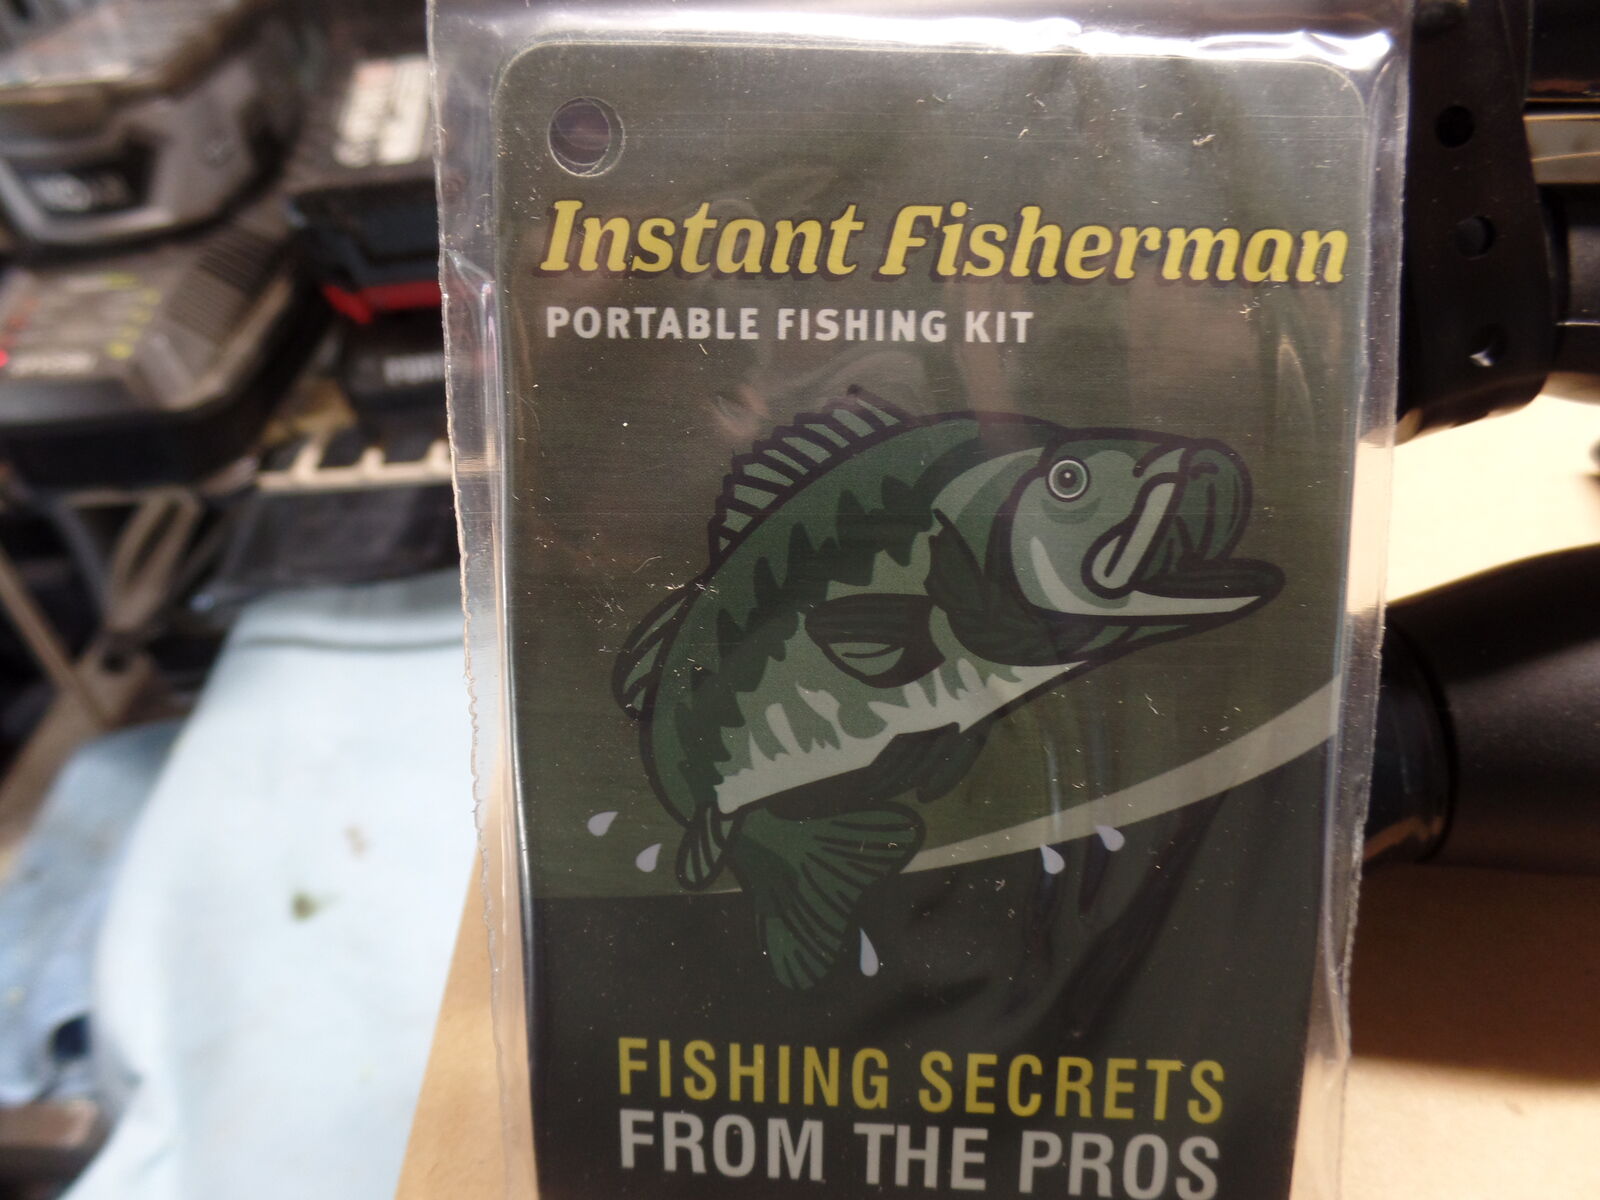 Instant Fisherman
PORTABLE FISHING KIT
FISHING SECRETS
FROM THE PROS